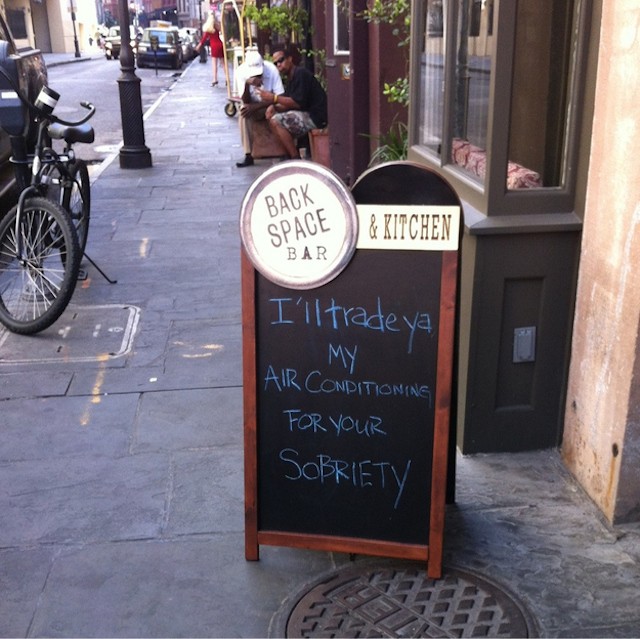 BACK
SPACE
BAR
& KITCHEN
I'll trade ya
MY
AIR CONDITIONING
FOR YOUR
SOBRIETY